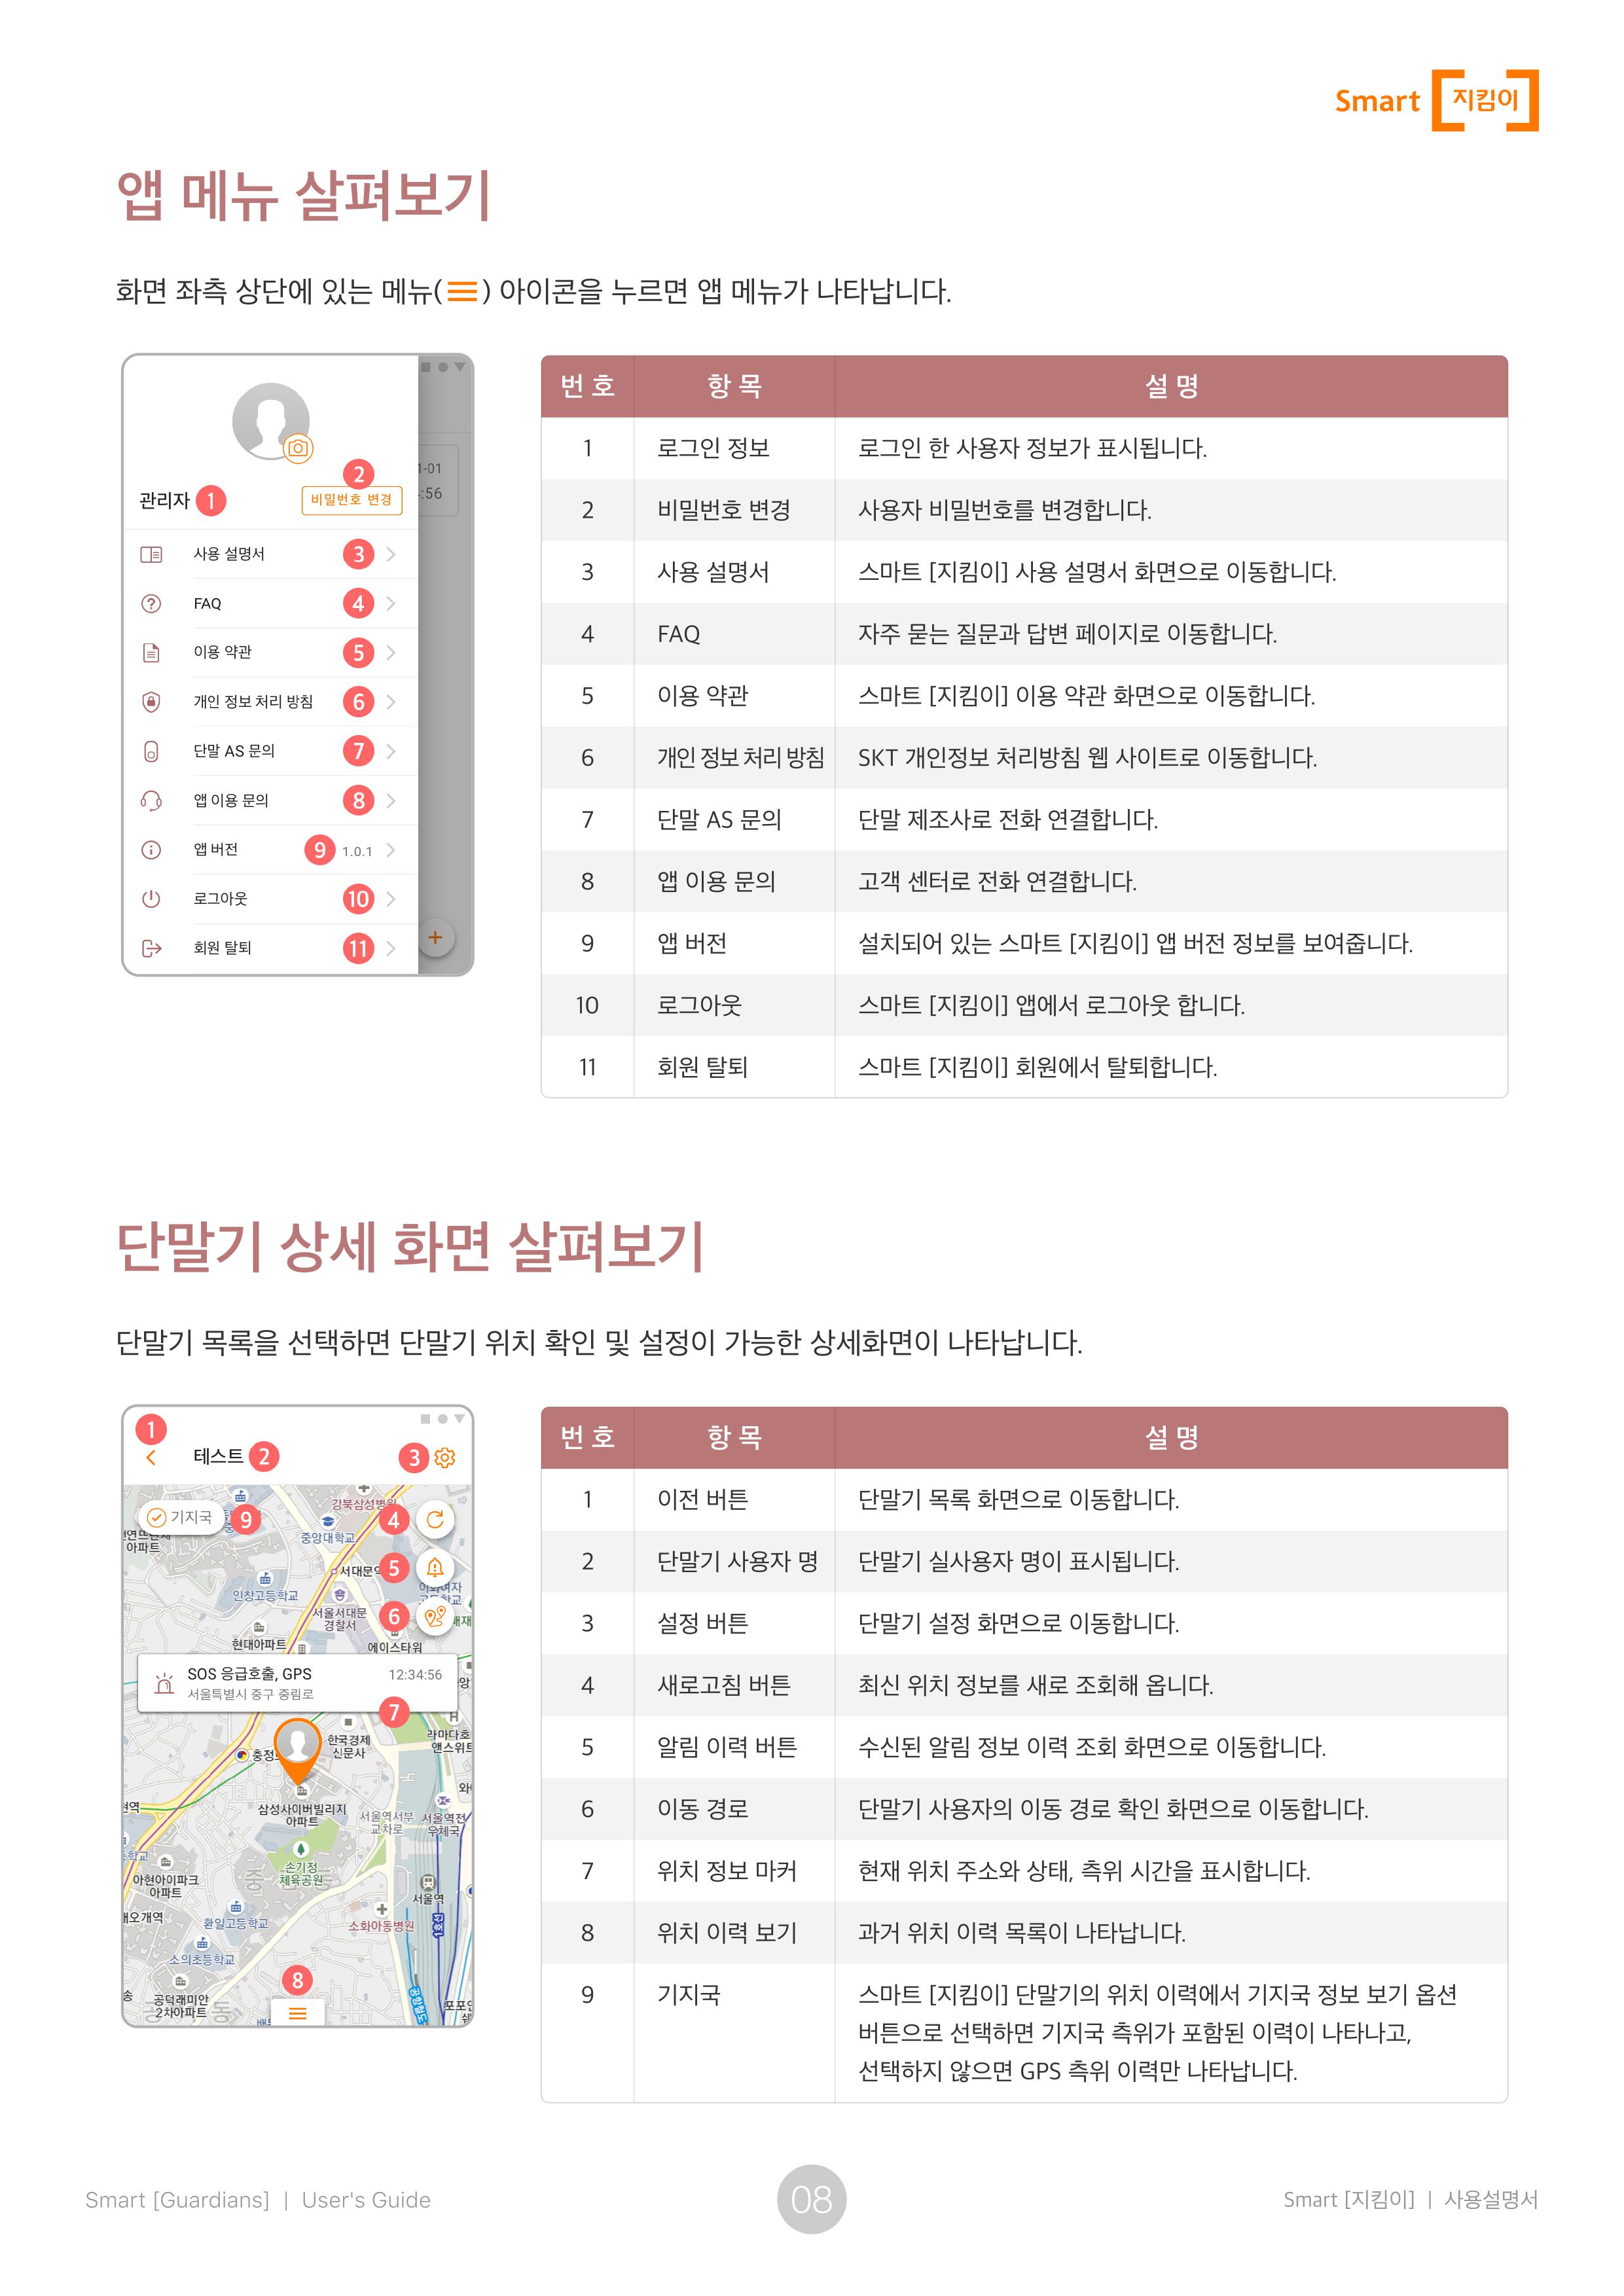 Smart [지킴이]
앱 메뉴 살펴보기
화면 좌측 상단에 있는 메뉴(☰) 아이콘을 누르면 앱 메뉴가 나타납니다.
1-01
:56
2
관리자 1 비밀번호 변경
사용 설명서 3
FAQ 4
이용 약관 5
개인 정보 처리 방침 6
단말 AS 문의 7
앱 이용 문의 8
앱 버전 9 1.0.1
로그아웃 10
회원 탈퇴 11
번 호 항 목 설 명
1 로그인 정보 로그인 한 사용자 정보가 표시됩니다.
2 비밀번호 변경 사용자 비밀번호를 변경합니다.
3 사용 설명서 스마트 [지킴이] 사용 설명서 화면으로 이동합니다.
4 FAQ 자주 묻는 질문과 답변 페이지로 이동합니다.
5 이용 약관 스마트 [지킴이] 이용 약관 화면으로 이동합니다.
6 개인 정보 처리 방침 SKT 개인정보 처리방침 웹 사이트로 이동합니다.
7 단말 AS 문의 단말 제조사로 전화 연결합니다.
8 앱 이용 문의 고객 센터로 전화 연결합니다.
9 앱 버전 설치되어 있는 스마트 [지킴이] 앱 버전 정보를 보여줍니다.
10 로그아웃 스마트 [지킴이] 앱에서 로그아웃 합니다.
11 회원 탈퇴 스마트 [지킴이] 회원에서 탈퇴합니다.
단말기 상세 화면 살펴보기
단말기 목록을 선택하면 단말기 위치 확인 및 설정이 가능한 상세화면이 나타납니다.
1
테스트 2 3
강북삼성병원
기지국 9 4
중앙대학교
아파트
서대문 5
인창고등학교
서울서대문 6
경찰서
현대아파트 에이스타워
SOS 응급호출, GPS 12:34:56
서울특별시 중구 중림로
7
한국경제 라마다호
신문사 앤스위트
충정
삼성사이버빌리지
아파트
서울역서부 서울역전
교차로 우체국
손기정
체육공원
중
아현아이파크
아파트
서울역
환일고등학교 소화아동병원
소의초등학교
공덕래미안
2차아파트
8
공항철도
번 호 항 목 설 명
1 이전 버튼 단말기 목록 화면으로 이동합니다.
2 단말기 사용자 명 단말기 실사용자 명이 표시됩니다.
3 설정 버튼 단말기 설정 화면으로 이동합니다.
4 새로고침 버튼 최신 위치 정보를 새로 조회해 옵니다.
5 알림 이력 버튼 수신된 알림 정보 이력 조회 화면으로 이동합니다.
6 이동 경로 단말기 사용자의 이동 경로 확인 화면으로 이동합니다.
7 위치 정보 마커 현재 위치 주소와 상태, 측위 시간을 표시합니다.
8 위치 이력 보기 과거 위치 이력 목록이 나타납니다.
9 기지국 스마트 [지킴이] 단말기의 위치 이력에서 기지국 정보 보기 옵션
버튼으로 선택하면 기지국 측위가 포함된 이력이 나타나고,
선택하지 않으면 GPS 측위 이력만 나타납니다.
Smart [Guardians] | User's Guide
08
Smart [지킴이] | 사용설명서